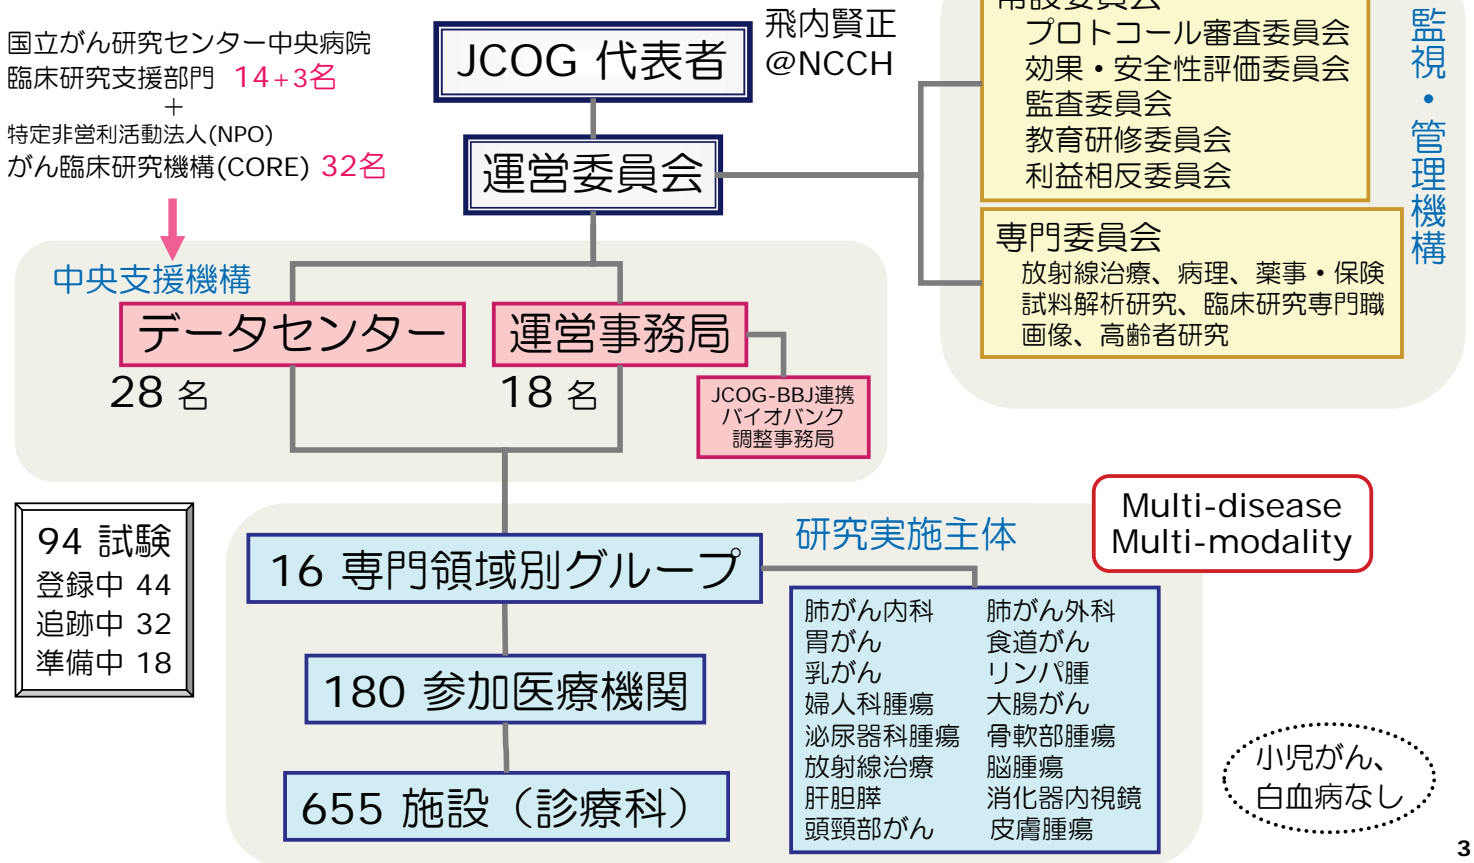 国立がん研究センター中央病院
臨床研究支援部門 14+3名
+
特定非営利活動法人(NPO)
がん臨床研究機構(CORE) 32名
JCOG 代表者
飛内賢正
@NCCH
運営委員会
常設委員会
プロトコール審査委員会
効果・安全性評価委員会
監査委員会
教育研修委員会
利益相反委員会
専門委員会
放射線治療、病理、薬事・保険
試料解析研究、臨床研究専門職
画像、高齢者研究
監視・管理機構
中央支援機構
データセンター
28 名
運営事務局
18 名
JCOG-BBJ連携
バイオバンク
調整事務局
94 試験
登録中 44
追跡中 32
準備中 18
研究実施主体
Multi-disease
Multi-modality
16 専門領域別グループ
180 参加医療機関
655 施設（診療科）
肺がん内科 肺がん外科
胃がん 食道がん
乳がん リンパ腫
婦人科腫瘍 大腸がん
泌尿器科腫瘍 骨軟部腫瘍
放射線治療 脳腫瘍
肝胆膵 消化器内視鏡
頭頸部がん 皮膚腫瘍
小児がん、
白血病なし
3